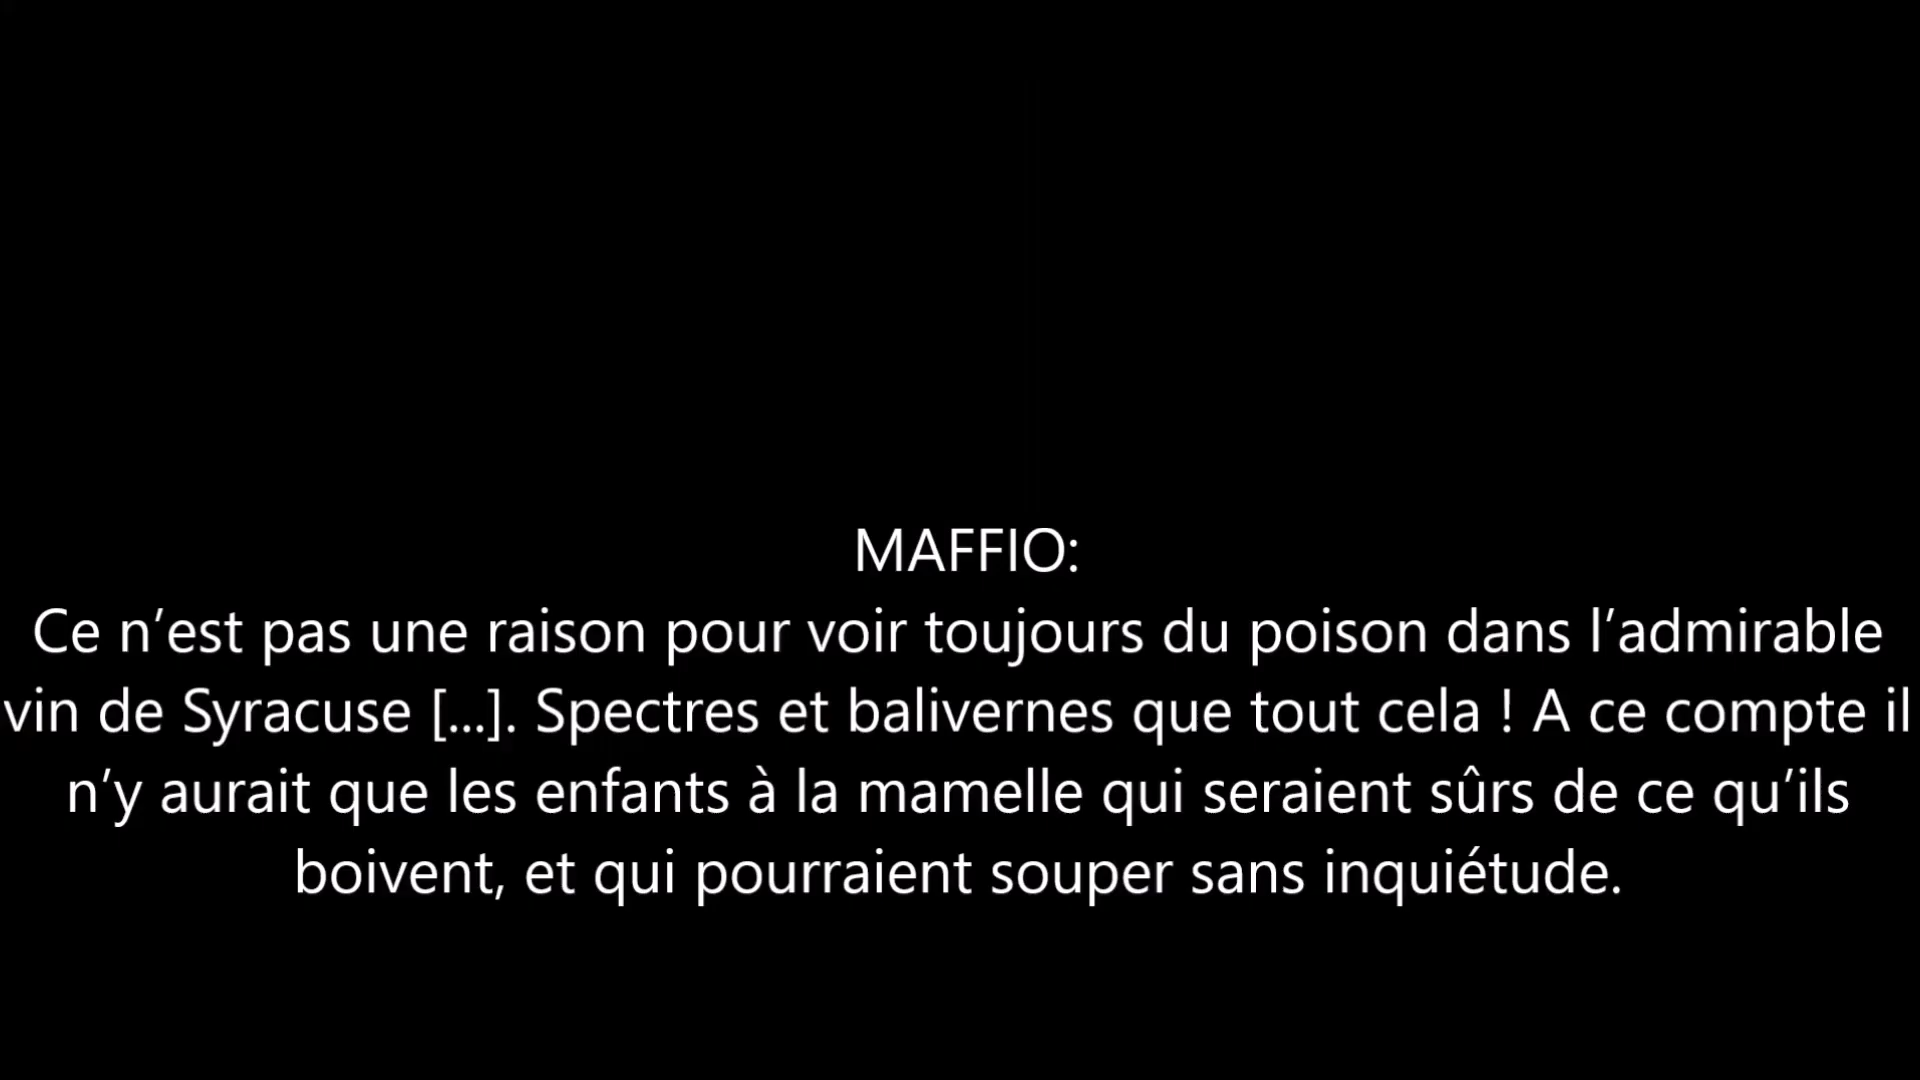 MAFFIO:
Ce n’est pas une raison pour voir toujours du poison dans l’admirable
vin de Syracuse [...]. Spectres et balivernes que tout cela ! A ce compte il
n’y aurait que les enfants à la mamelle qui seraient sûrs de ce qu’ils
boivent, et qui pourraient souper sans inquiétude.